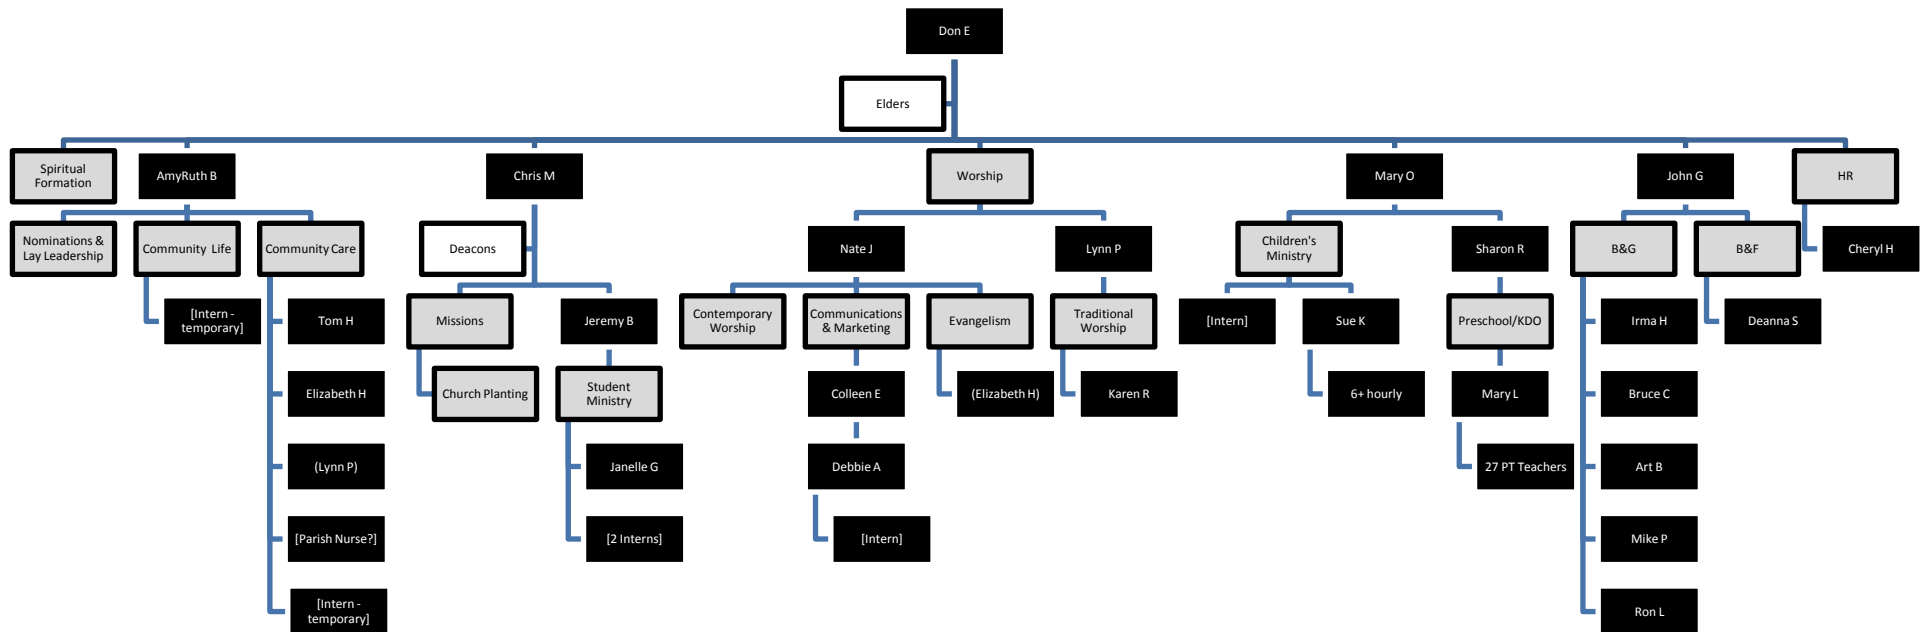 Don E
Elders
Spiritual
Formation
AmyRuth B
Chris M
Worship
Mary O
John G
HR
Nominations &
Lay Leadership
Community Life
Community Care
Deacons
Nate J
Lynn P
Children's
Ministry
Sharon R
B&G
B&F
Cheryl H
[Intern -
temporary]
Tom H
Missions
Jeremy B
Contemporary
Worship
Communications
& Marketing
Evangelism
Traditional
Worship
[Intern]
Sue K
Preschool/KDO
Irma H
Deanna S
Elizabeth H
Church Planting
Student
Ministry
Colleen E
(Elizabeth H)
Karen R
6+ hourly
Mary L
Bruce C
(Lynn P)
Janelle G
Debbie A
27 PT Teachers
Art B
[Parish Nurse?]
[2 Interns]
[Intern]
Mike P
[Intern -
temporary]
Ron L